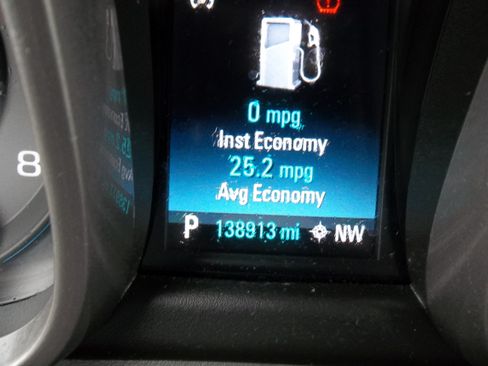 0 mpg
Inst Economy
25.2 mpg
Avg Economy
P 138913 mi NW
8